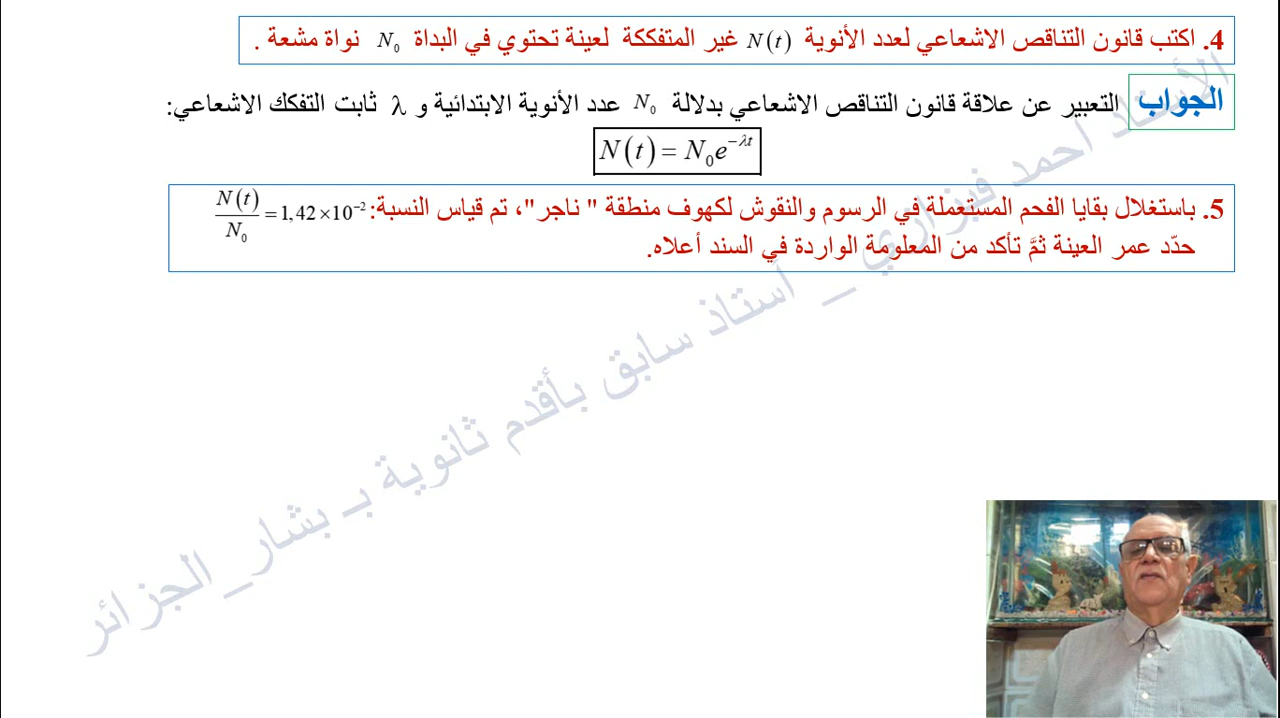 4. اكتب قانون التناقص الاشعاعي لعدد الأنوية N(t) غير المتفككة لعينة تحتوي في البداة N₀ نواة مشعة .
الجواب التعبير عن علاقة قانون التناقص الاشعاعي بدلالة N₀ عدد الأنوية الابتدائية و λ ثابت التفكك الاشعاعي:
N(t) = N₀e^{-λt}
5. باستغلال بقايا الفحم المستعملة في الرسوم والنقوش لكهوف منطقة " ناجر"، تم قياس النسبة: N(t)/N₀ = 1,42×10⁻²
حدّد عمر العينة ثمَّ تأكد من المعلومة الواردة في السند أعلاه.
الأستاذ احمد فيزازي _ أستاذ سابق بأقدم ثانوية بـ بشار_الجزائر